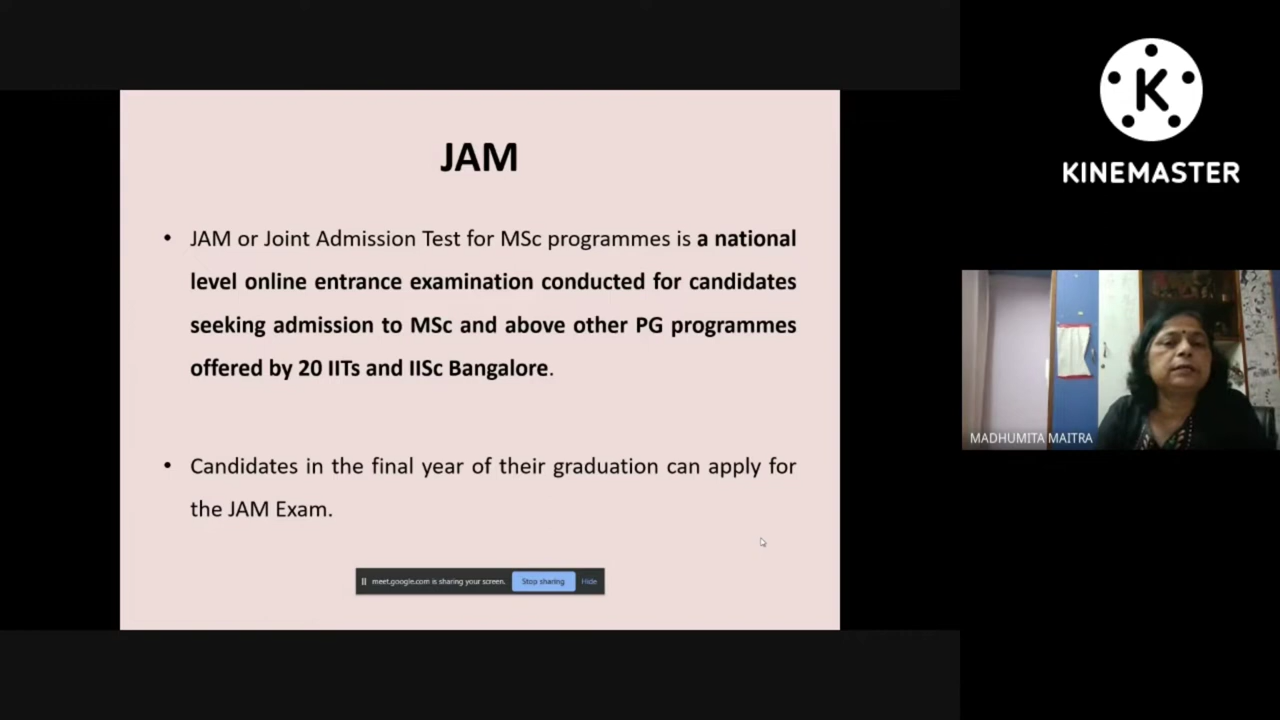 JAM
• JAM or Joint Admission Test for MSc programmes is a national
level online entrance examination conducted for candidates
seeking admission to MSc and above other PG programmes
offered by 20 IITs and IISc Bangalore.
• Candidates in the final year of their graduation can apply for
the JAM Exam.
meet.google.com is sharing your screen. Stop sharing Hide
K
KINEMASTER
MADHUMITA MAITRA